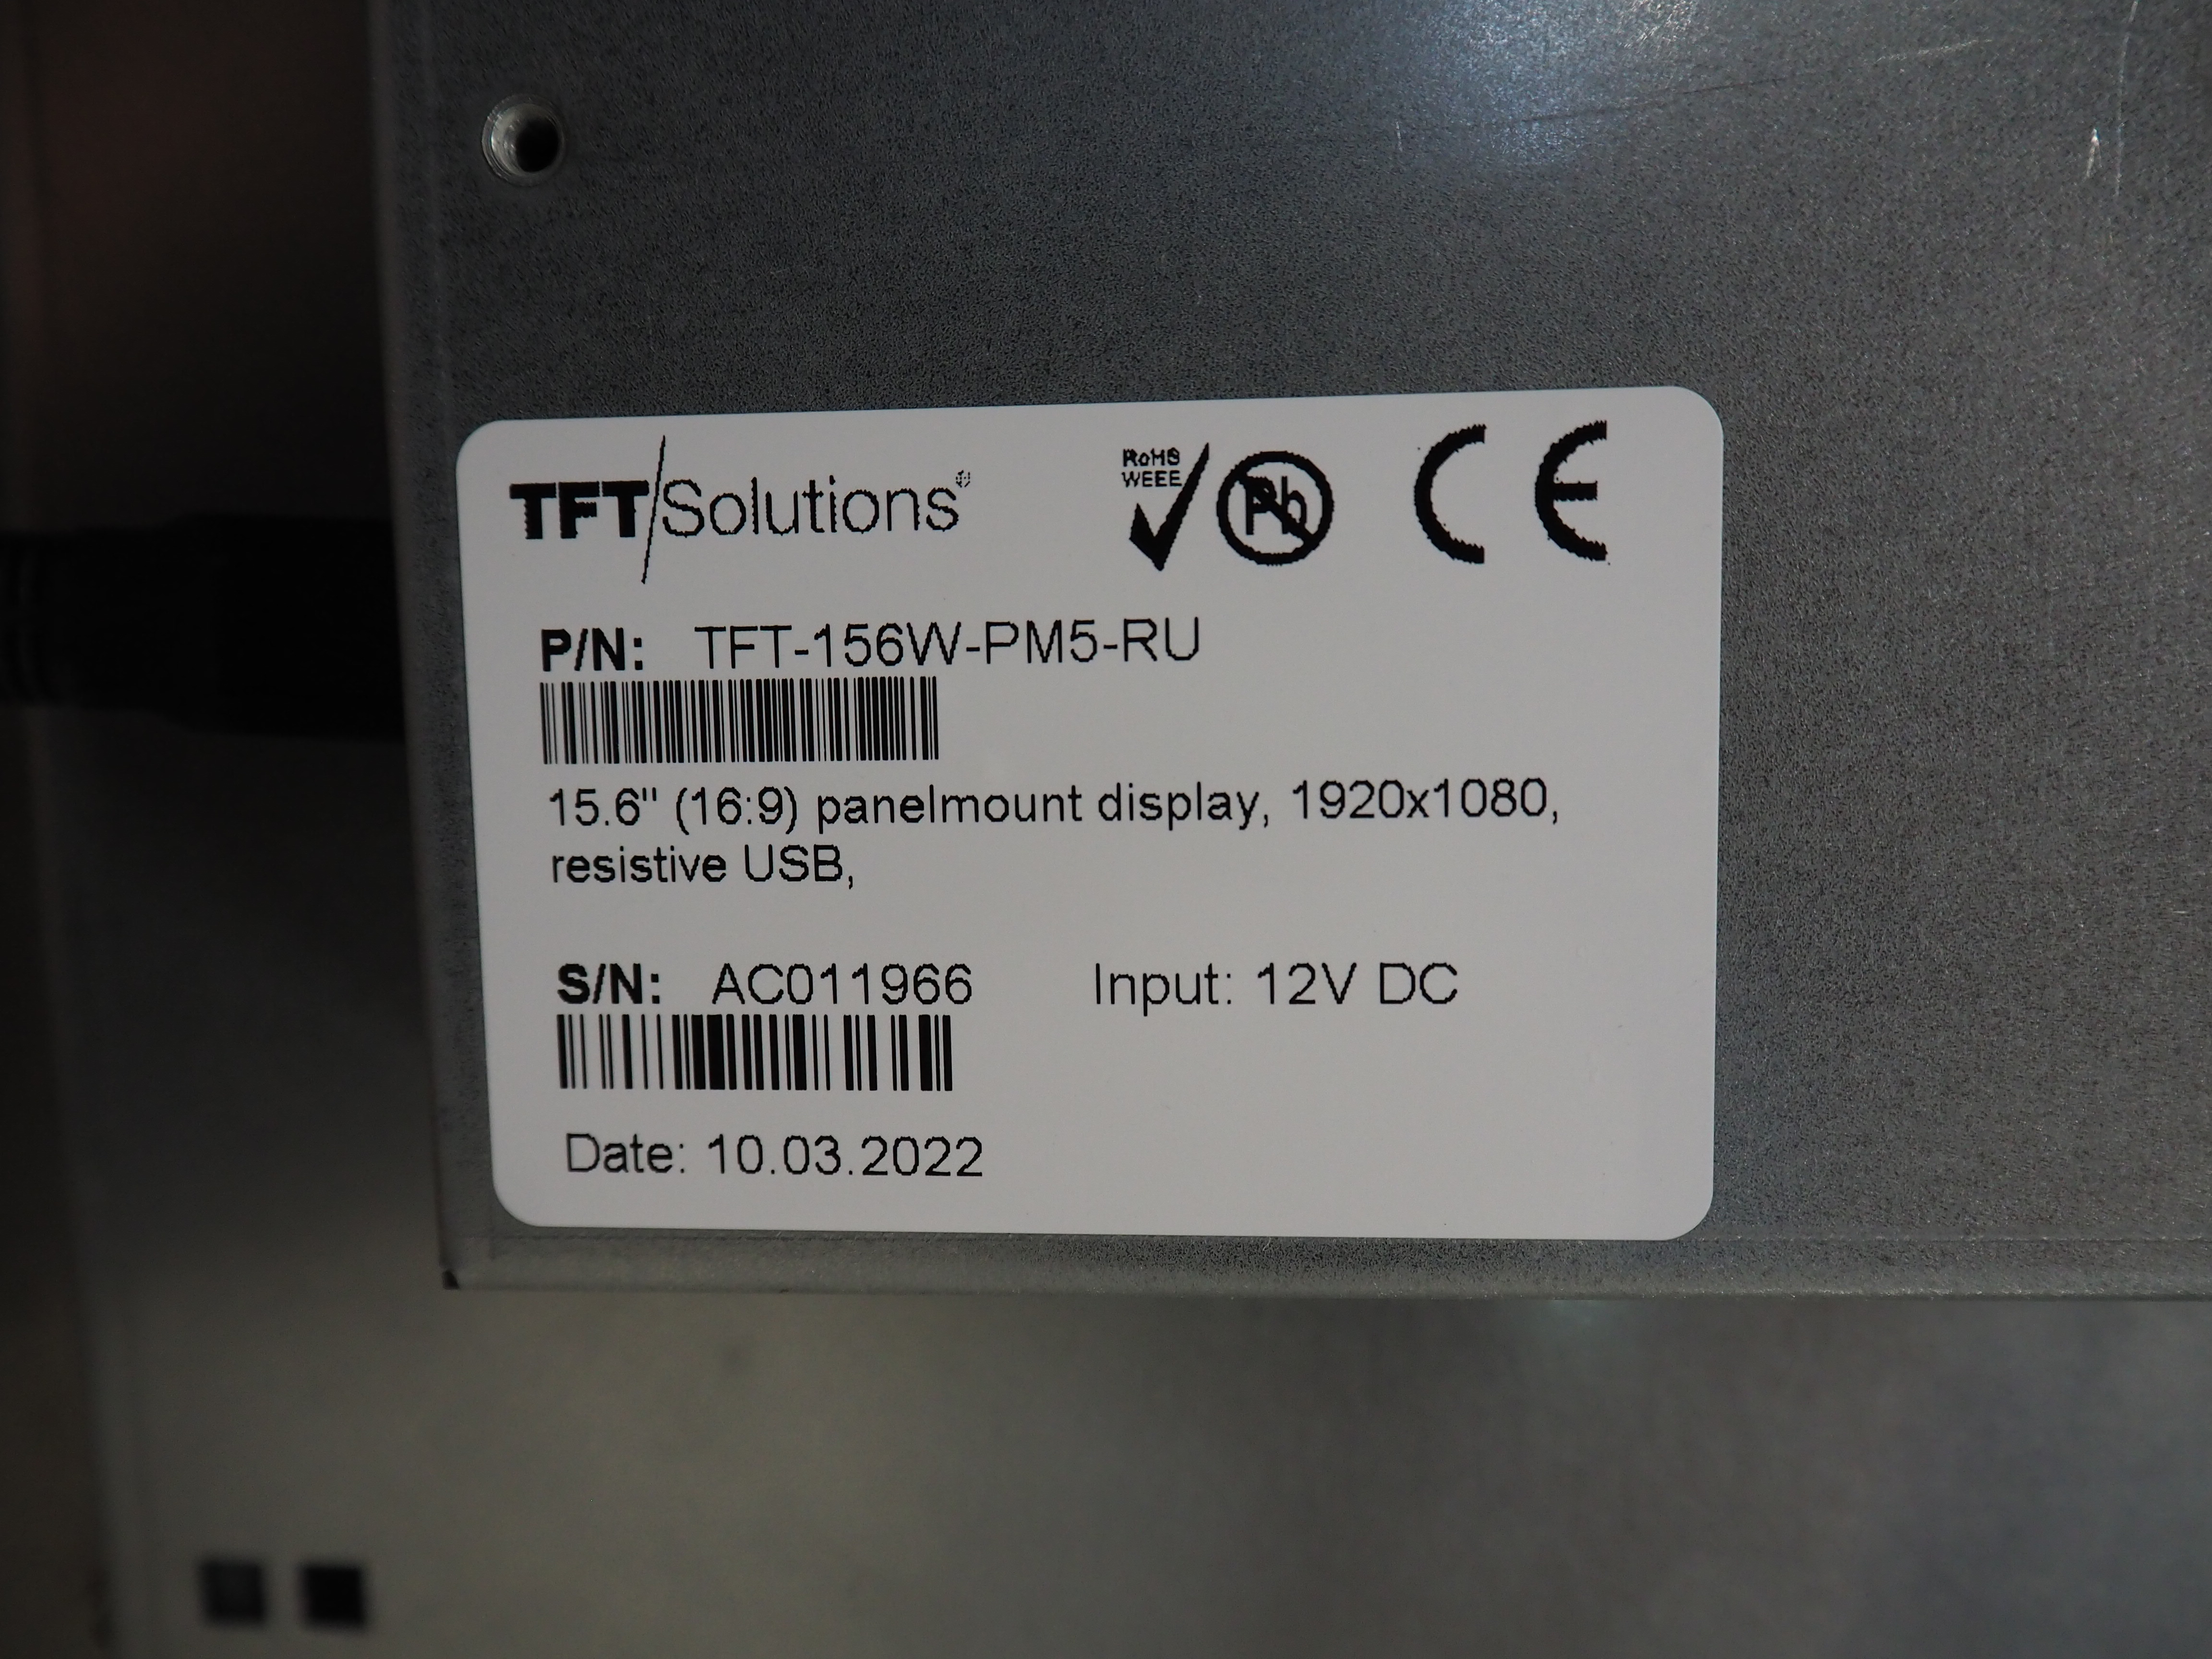 TFT/Solutions®
RoHS
WEEE
Pb
CE
P/N: TFT-156W-PM5-RU
15.6" (16:9) panelmount display, 1920x1080,
resistive USB,
S/N: AC011966 Input: 12V DC
Date: 10.03.2022